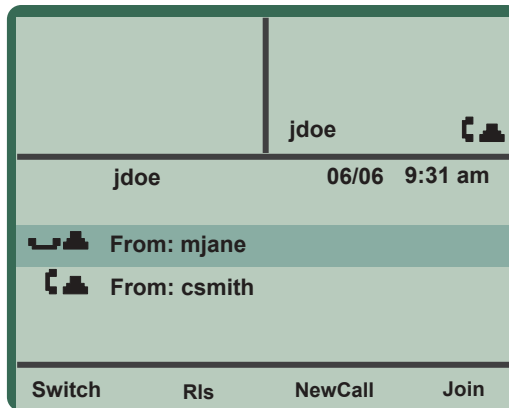 jdoe
jdoe 06/06 9:31 am
From: mjane
From: csmith
Switch Rls NewCall Join